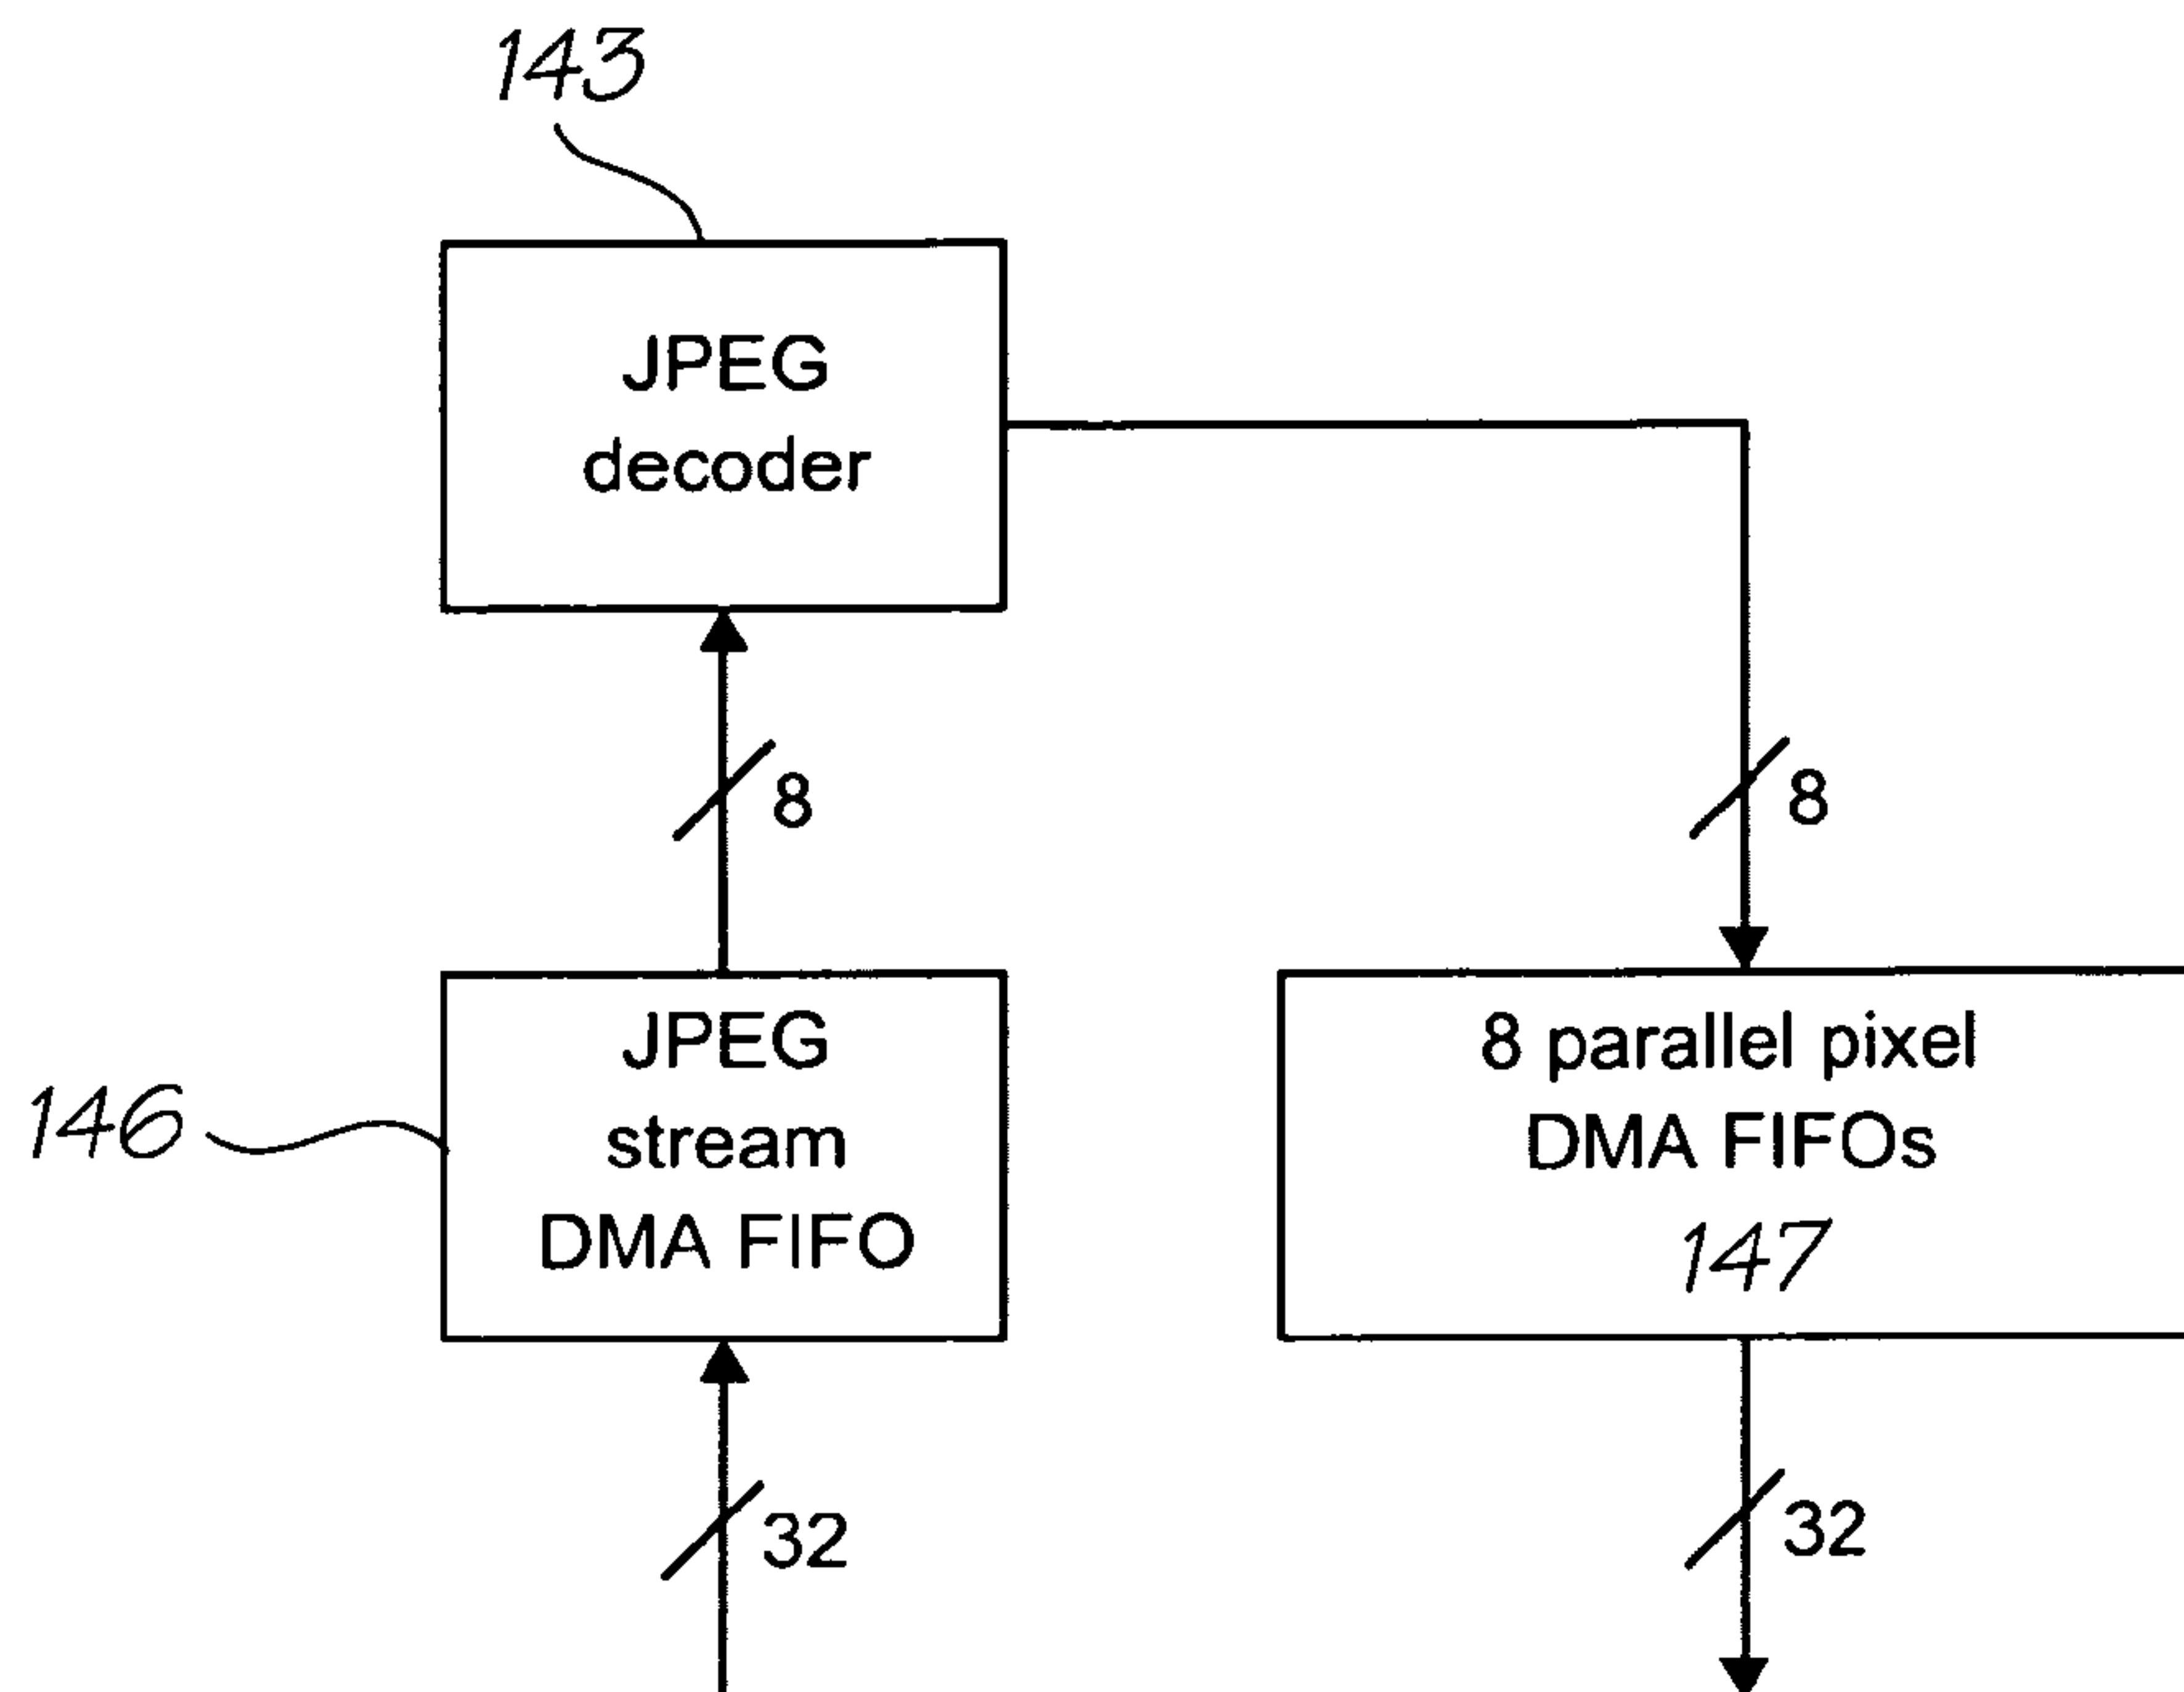 143
JPEG
decoder
8
8
146
JPEG
stream
DMA FIFO
8 parallel pixel
DMA FIFOs
147
32
32